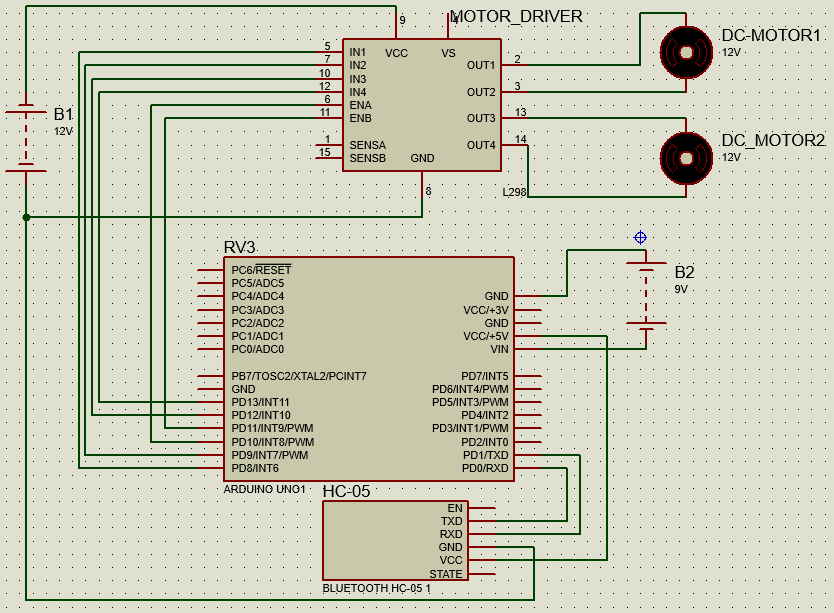 9
4
MOTOR_DRIVER
VCC
VS
5
IN1
7
IN2
10
IN3
12
IN4
6
ENA
11
ENB
1
SENSA
15
SENSB
GND
8
OUT1
2
OUT2
3
OUT3
13
OUT4
14
L298
DC-MOTOR1
12V
DC_MOTOR2
12V
B1
12V
RV3
PC6/RESET
PC5/ADC5
PC4/ADC4
PC3/ADC3
PC2/ADC2
PC1/ADC1
PC0/ADC0
PB7/TOSC2/XTAL2/PCINT7
GND
PD13/INT11
PD12/INT10
PD11/INT9/PWM
PD10/INT8/PWM
PD9/INT7/PWM
PD8/INT6
GND
VCC/+3V
GND
VCC/+5V
VIN
PD7/INT5
PD6/INT4/PWM
PD5/INT3/PWM
PD4/INT2
PD3/INT1/PWM
PD2/INT0
PD1/TXD
PD0/RXD
ARDUINO UNO1
B2
9V
HC-05
EN
TXD
RXD
GND
VCC
STATE
BLUETOOTH HC-05 1